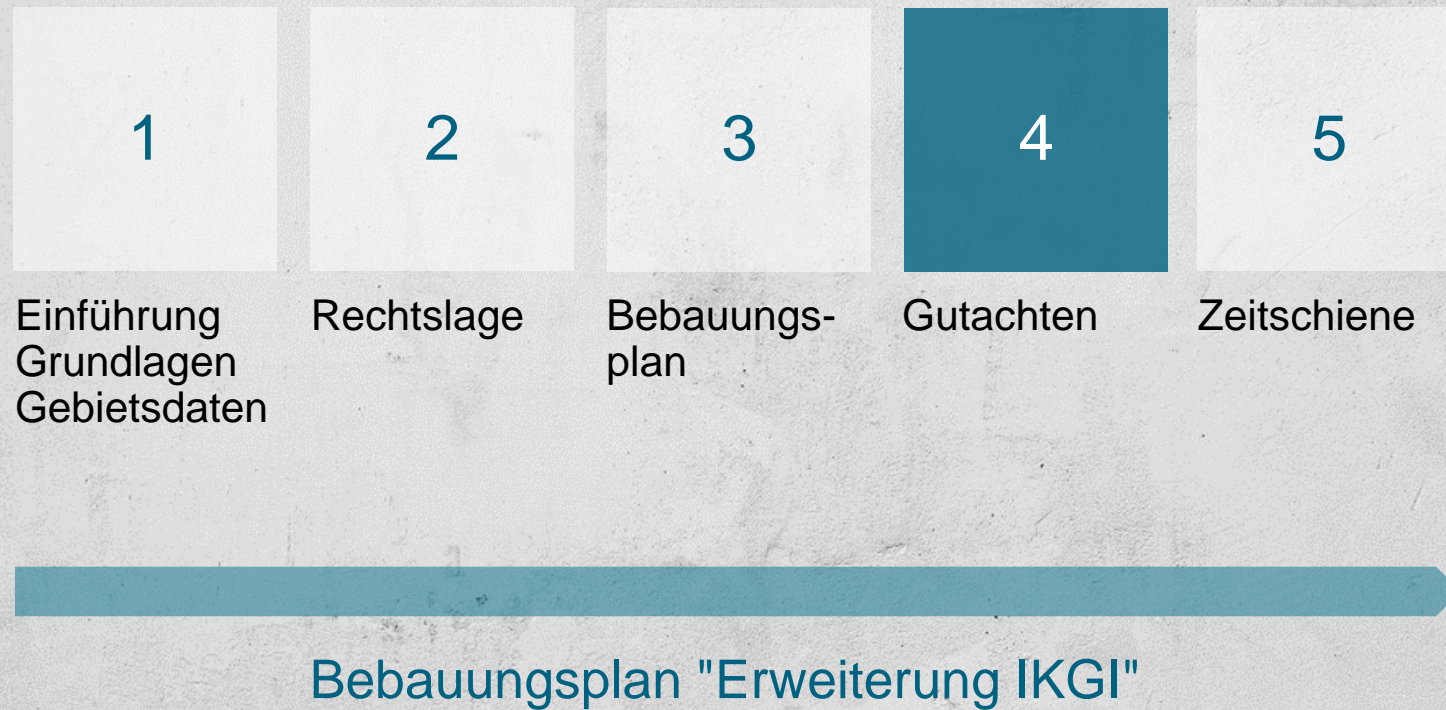 1
2
3
4
5
Einführung
Grundlagen
Gebietsdaten
Rechtslage
Bebauungs-
plan
Gutachten
Zeitschiene
Bebauungsplan "Erweiterung IKGI"